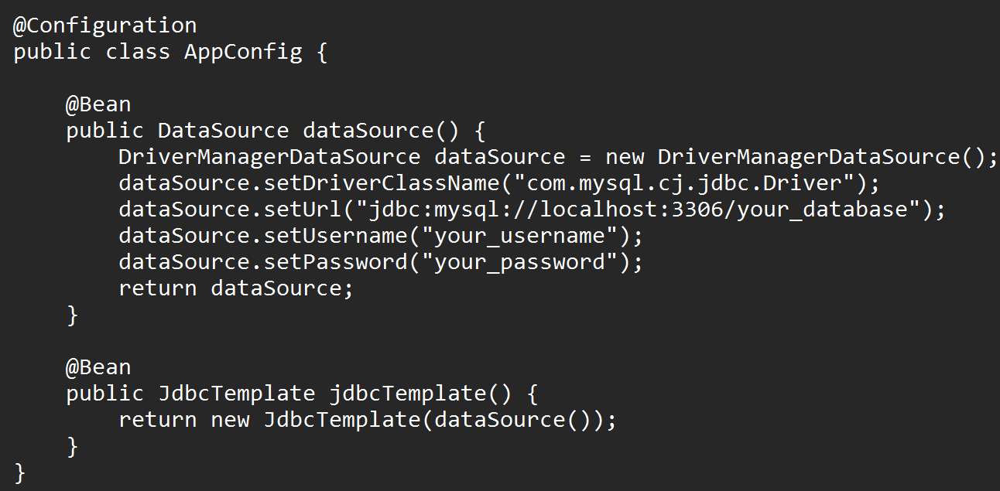 @Configuration
public class AppConfig {
@Bean
public DataSource dataSource() {
DriverManagerDataSource dataSource = new DriverManagerDataSource();
dataSource.setDriverClassName("com.mysql.cj.jdbc.Driver");
dataSource.setUrl("jdbc:mysql://localhost:3306/your_database");
dataSource.setUsername("your_username");
dataSource.setPassword("your_password");
return dataSource;
}
@Bean
public JdbcTemplate jdbcTemplate() {
return new JdbcTemplate(dataSource());
}
}